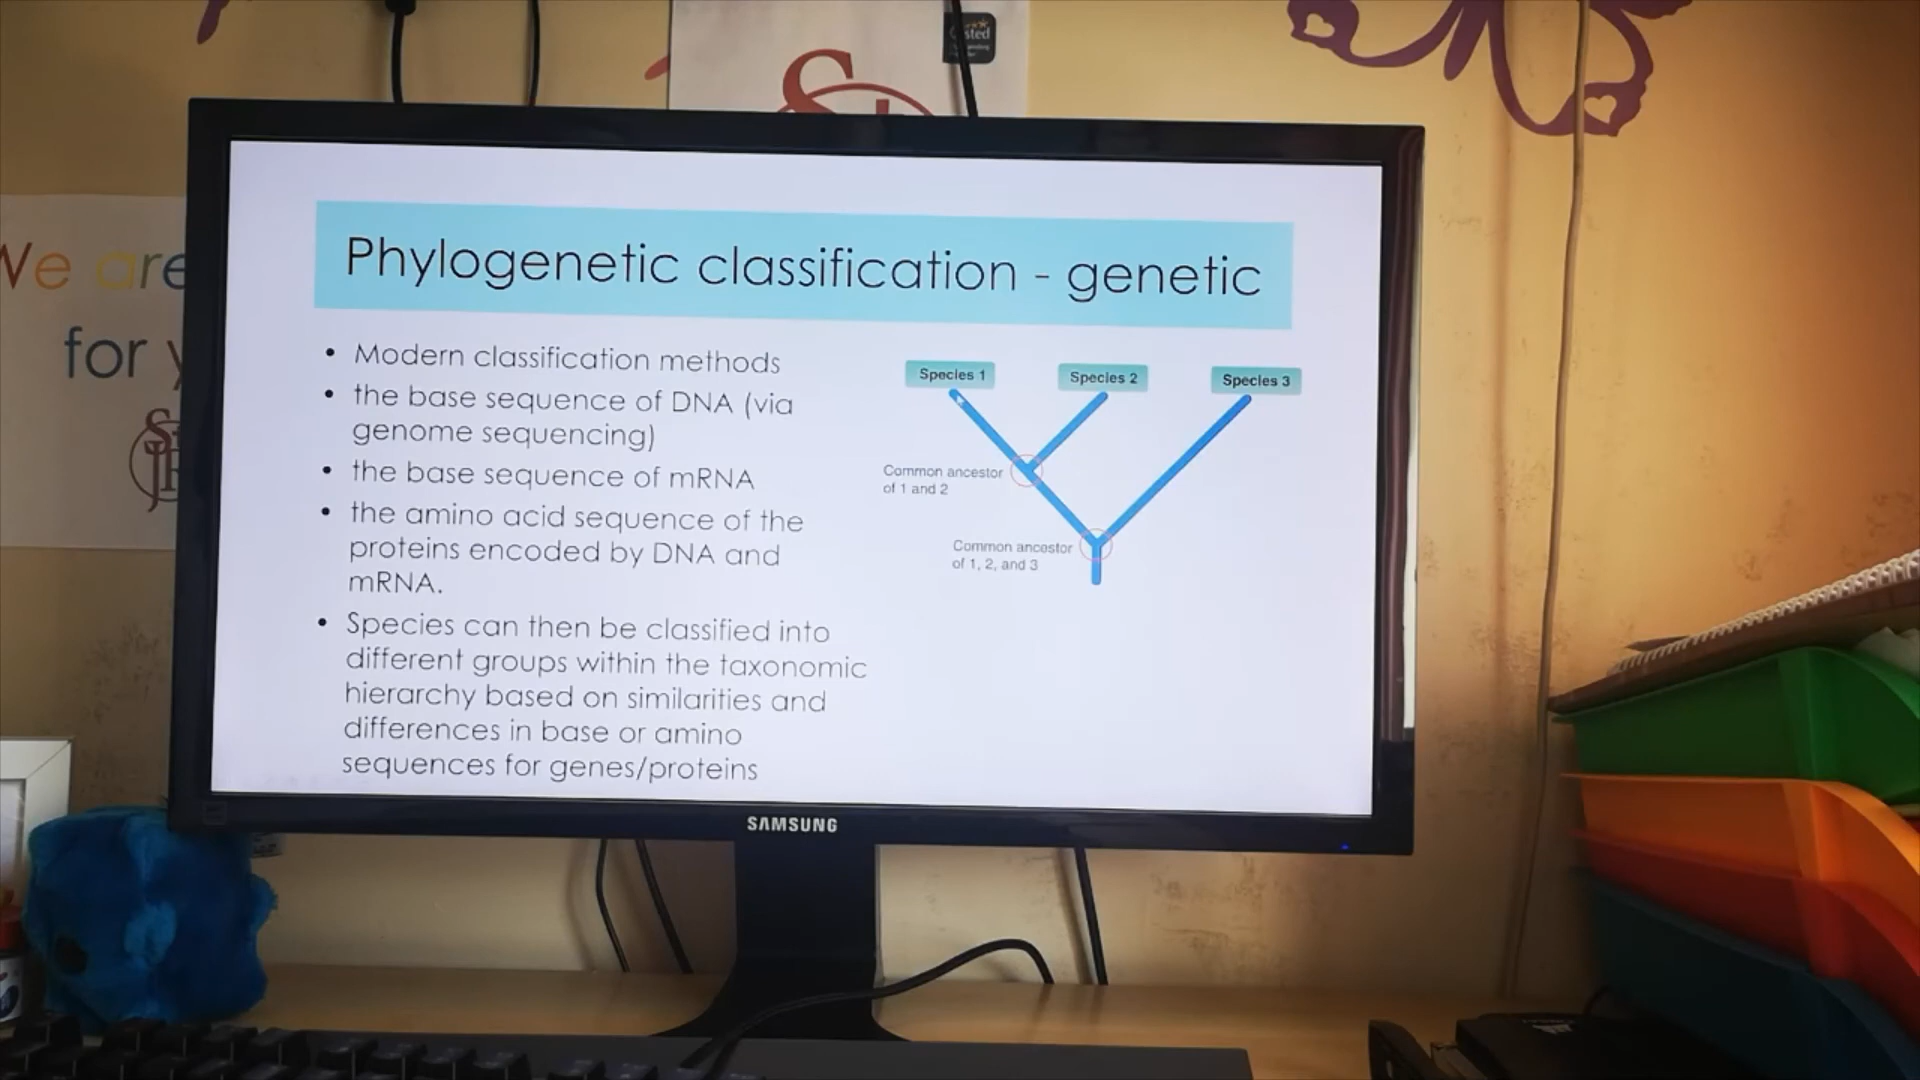 sted
We are
for
Phylogenetic classification - genetic
• Modern classification methods
• the base sequence of DNA (via
genome sequencing)
• the base sequence of mRNA
• the amino acid sequence of the
proteins encoded by DNA and
mRNA.
• Species can then be classified into
different groups within the taxonomic
hierarchy based on similarities and
differences in base or amino
sequences for genes/proteins
Species 1
Species 2
Species 3
Common ancestor
of 1 and 2
Common ancestor
of 1, 2, and 3
SAMSUNG